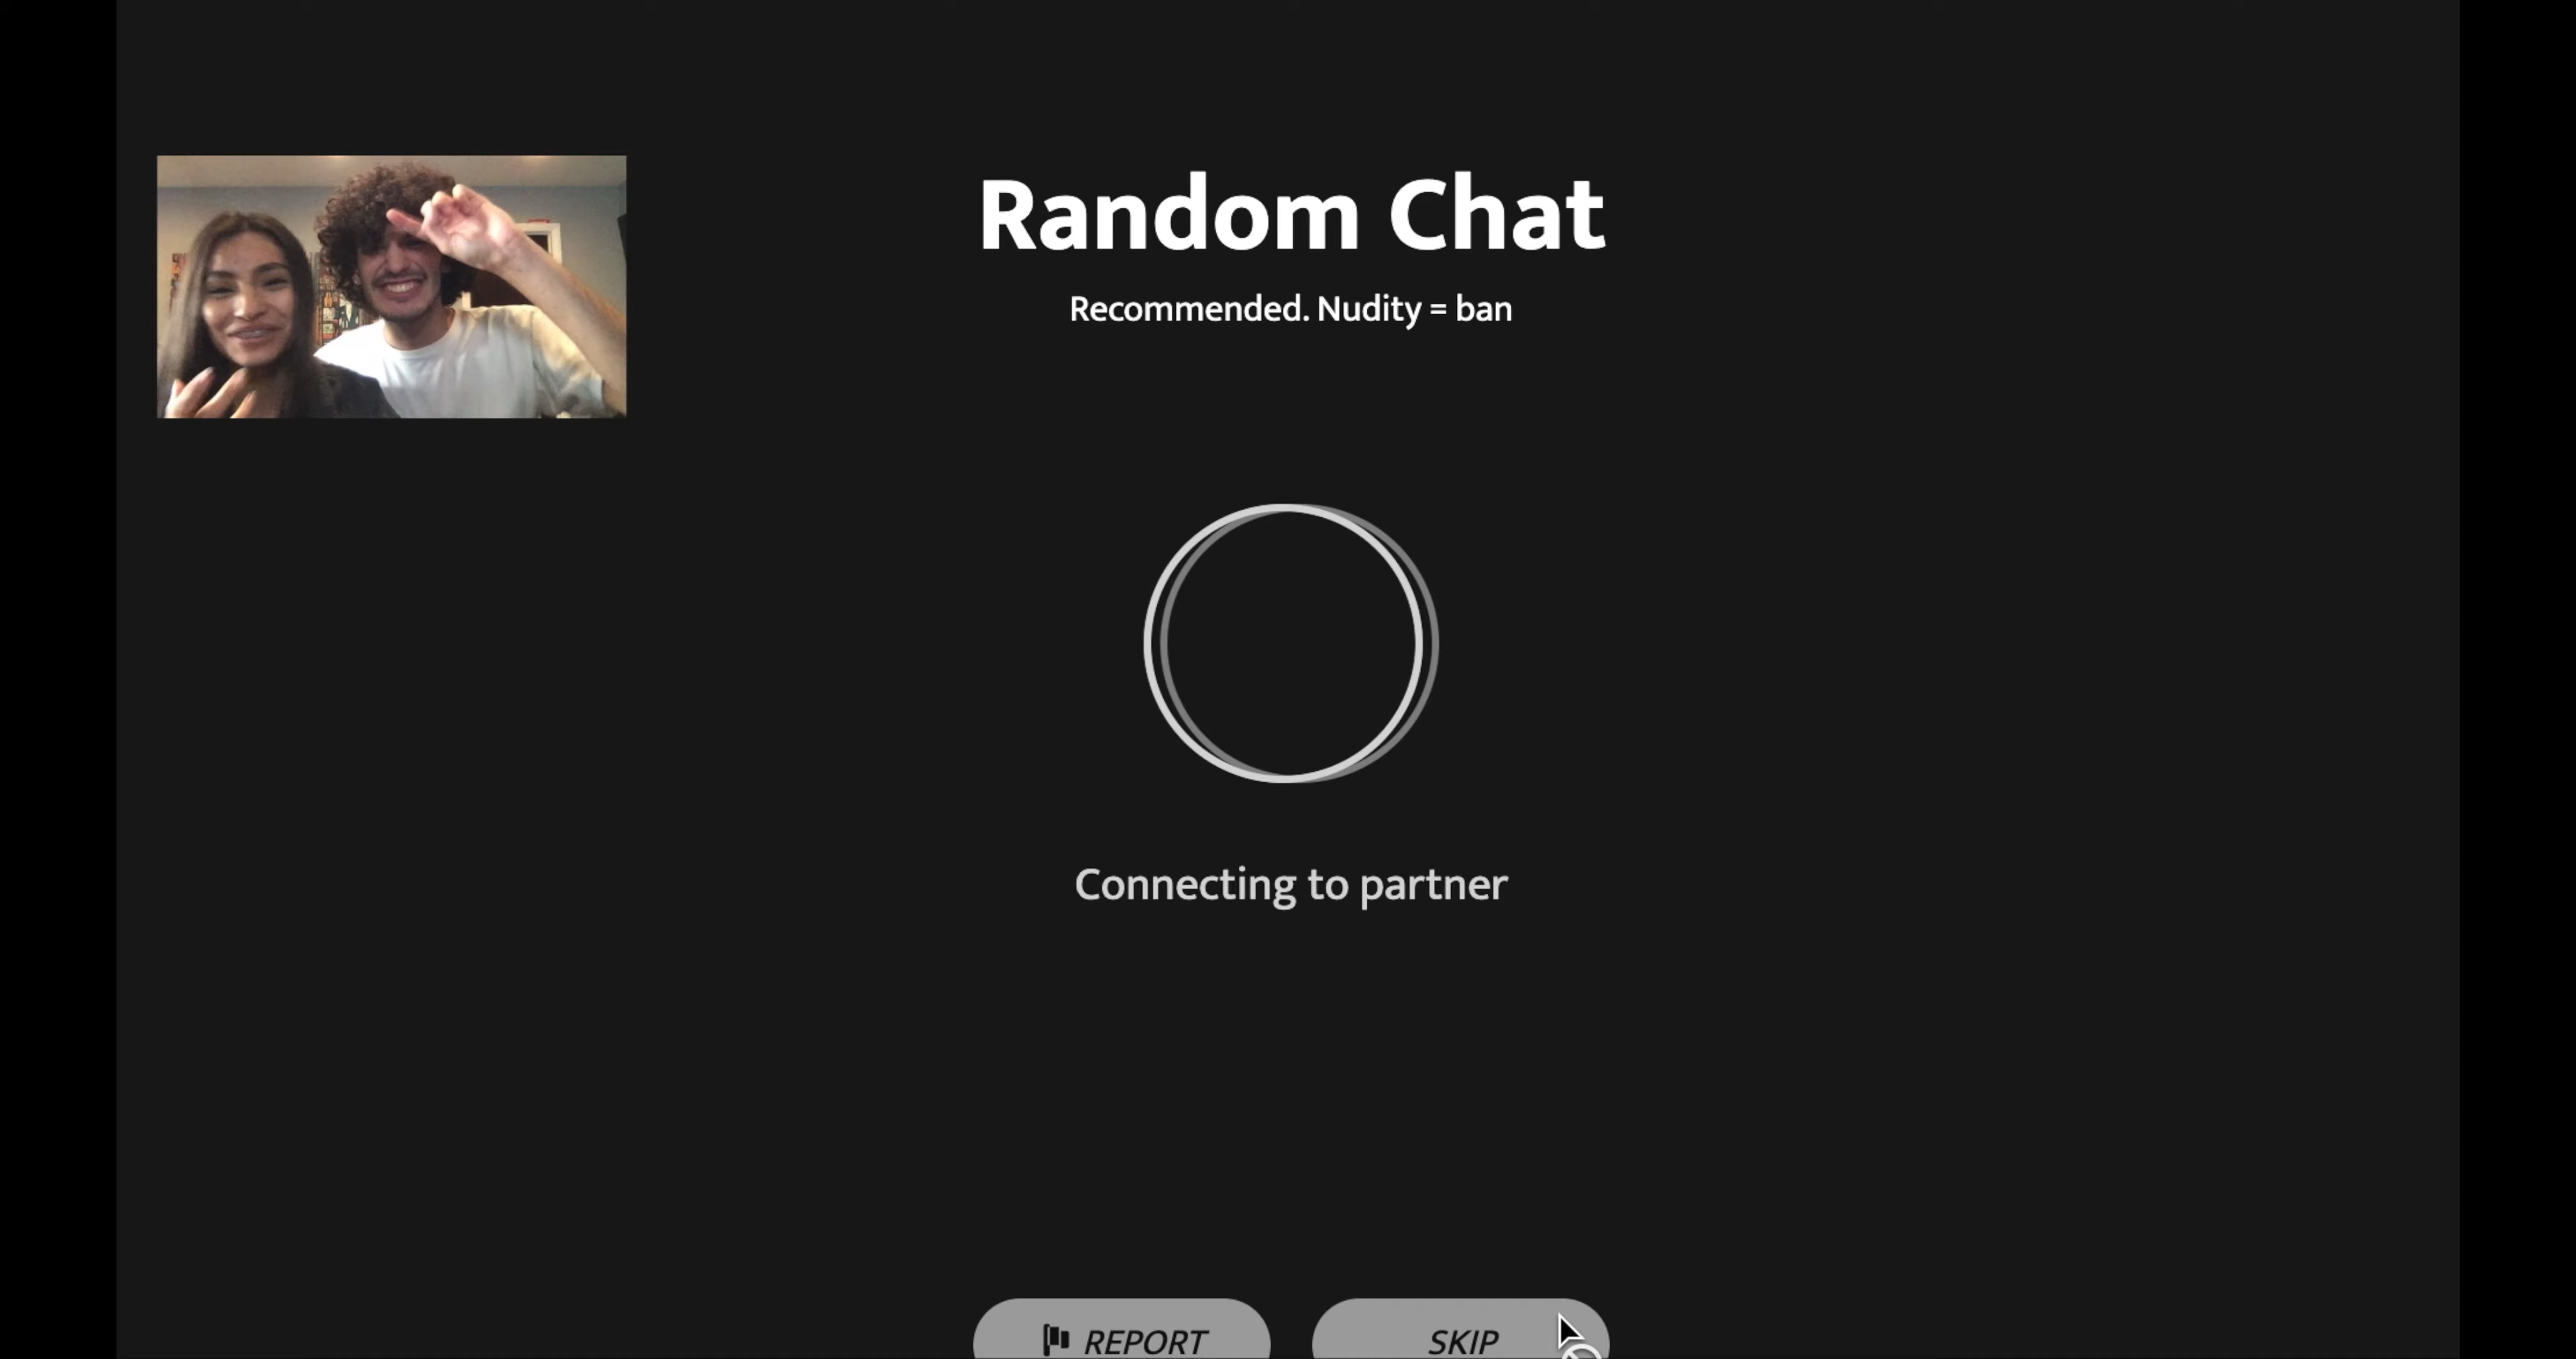 Random Chat
Recommended. Nudity = ban
Connecting to partner
REPORT
SKIP